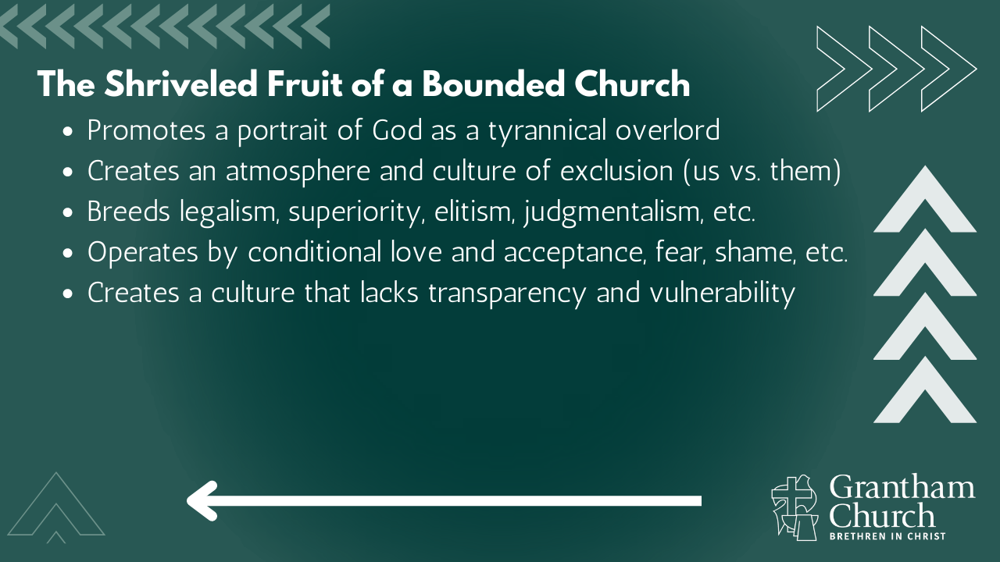 The Shriveled Fruit of a Bounded Church
• Promotes a portrait of God as a tyrannical overlord
• Creates an atmosphere and culture of exclusion (us vs. them)
• Breeds legalism, superiority, elitism, judgmentalism, etc.
• Operates by conditional love and acceptance, fear, shame, etc.
• Creates a culture that lacks transparency and vulnerability
Grantham
Church
BRETHREN IN CHRIST